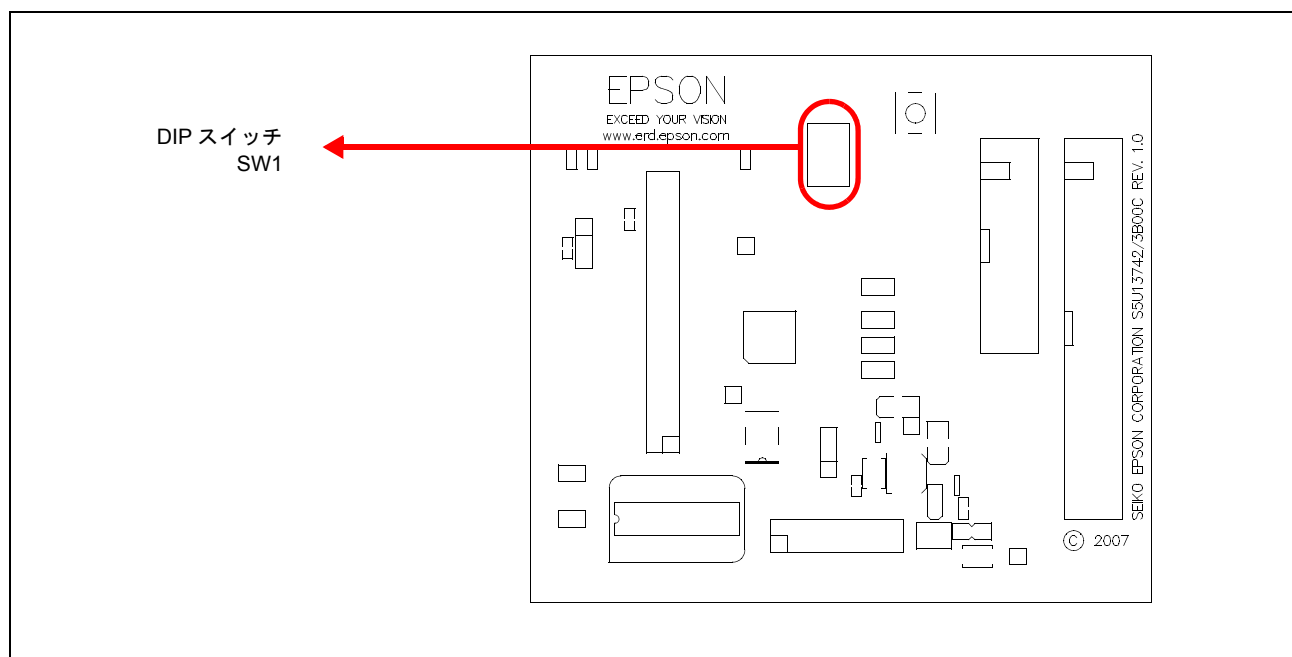 DIP スイッチ
SW1
EPSON
EXCEED YOUR VISION
www.erd.epson.com
SEIKO EPSON CORPORATION S5U13742/3B00C REV. 1.0
© 2007